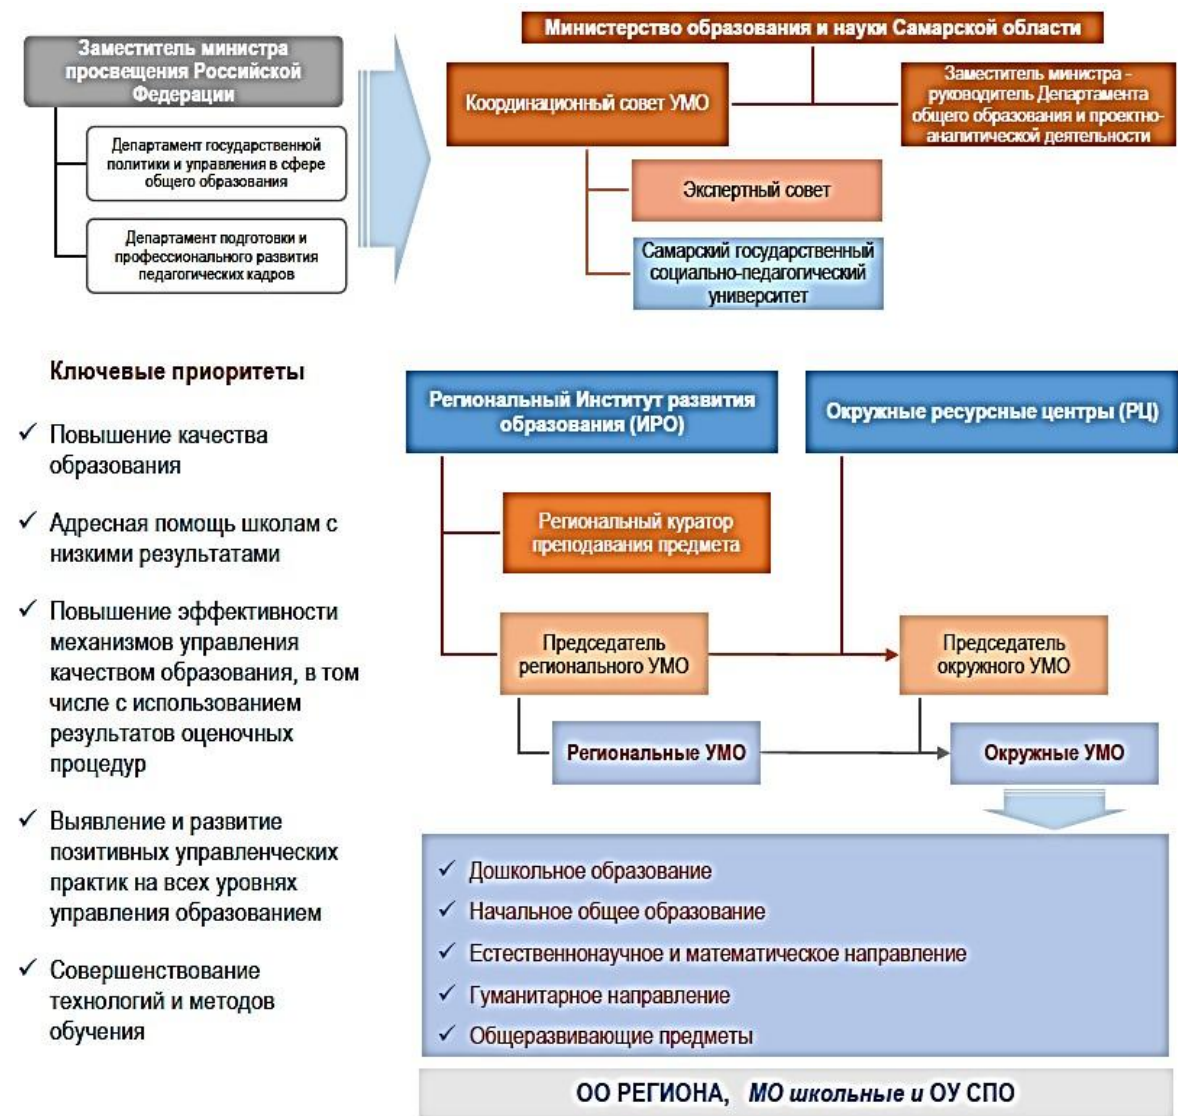 Заместитель министра
просвещения Российской
Федерации
Департамент государственной
политики и управления в сфере
общего образования
Департамент подготовки и
профессионального развития
педагогических кадров
Министерство образования и науки Самарской области
Координационный совет УМО
Заместитель министра -
руководитель Департамента
общего образования и проектно-
аналитической деятельности
Экспертный совет
Самарский государственный
социально-педагогический
университет
Ключевые приоритеты
✓ Повышение качества
образования
✓ Адресная помощь школам с
низкими результатами
✓ Повышение эффективности
механизмов управления
качеством образования, в том
числе с использованием
результатов оценочных
процедур
✓ Выявление и развитие
позитивных управленческих
практик на всех уровнях
управления образованием
✓ Совершенствование
технологий и методов
обучения
Региональный Институт развития
образования (ИРО)
Окружные ресурсные центры (РЦ)
Региональный куратор
преподавания предмета
Председатель
регионального УМО
Председатель
окружного УМО
Региональные УМО
Окружные УМО
✓ Дошкольное образование
✓ Начальное общее образование
✓ Естественнонаучное и математическое направление
✓ Гуманитарное направление
✓ Общеразвивающие предметы
ОО РЕГИОНА, МО школьные и ОУ СПО